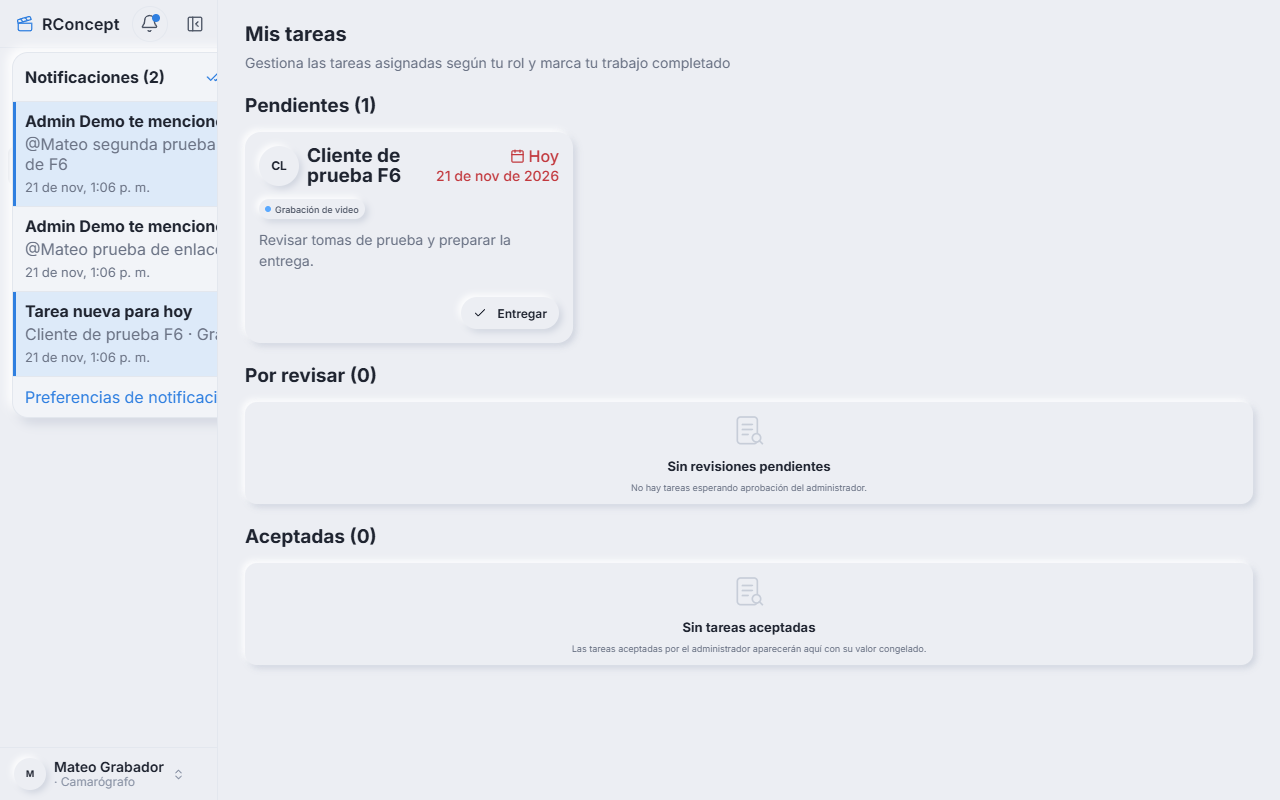 RConcept
Notificaciones (2)
Admin Demo te mencion
@Mateo segunda prueba
de F6
21 de nov, 1:06 p. m.
Admin Demo te mencion
@Mateo prueba de enlac
21 de nov, 1:06 p. m.
Tarea nueva para hoy
Cliente de prueba F6 · Gra
21 de nov, 1:06 p. m.
Preferencias de notificaci
M
Mateo Grabador
· Camarógrafo
Mis tareas
Gestiona las tareas asignadas según tu rol y marca tu trabajo completado
Pendientes (1)
CL
Cliente de
prueba F6
Hoy
21 de nov de 2026
Grabación de video
Revisar tomas de prueba y preparar la
entrega.
Entregar
Por revisar (0)
Sin revisiones pendientes
No hay tareas esperando aprobación del administrador.
Aceptadas (0)
Sin tareas aceptadas
Las tareas aceptadas por el administrador aparecerán aquí con su valor congelado.